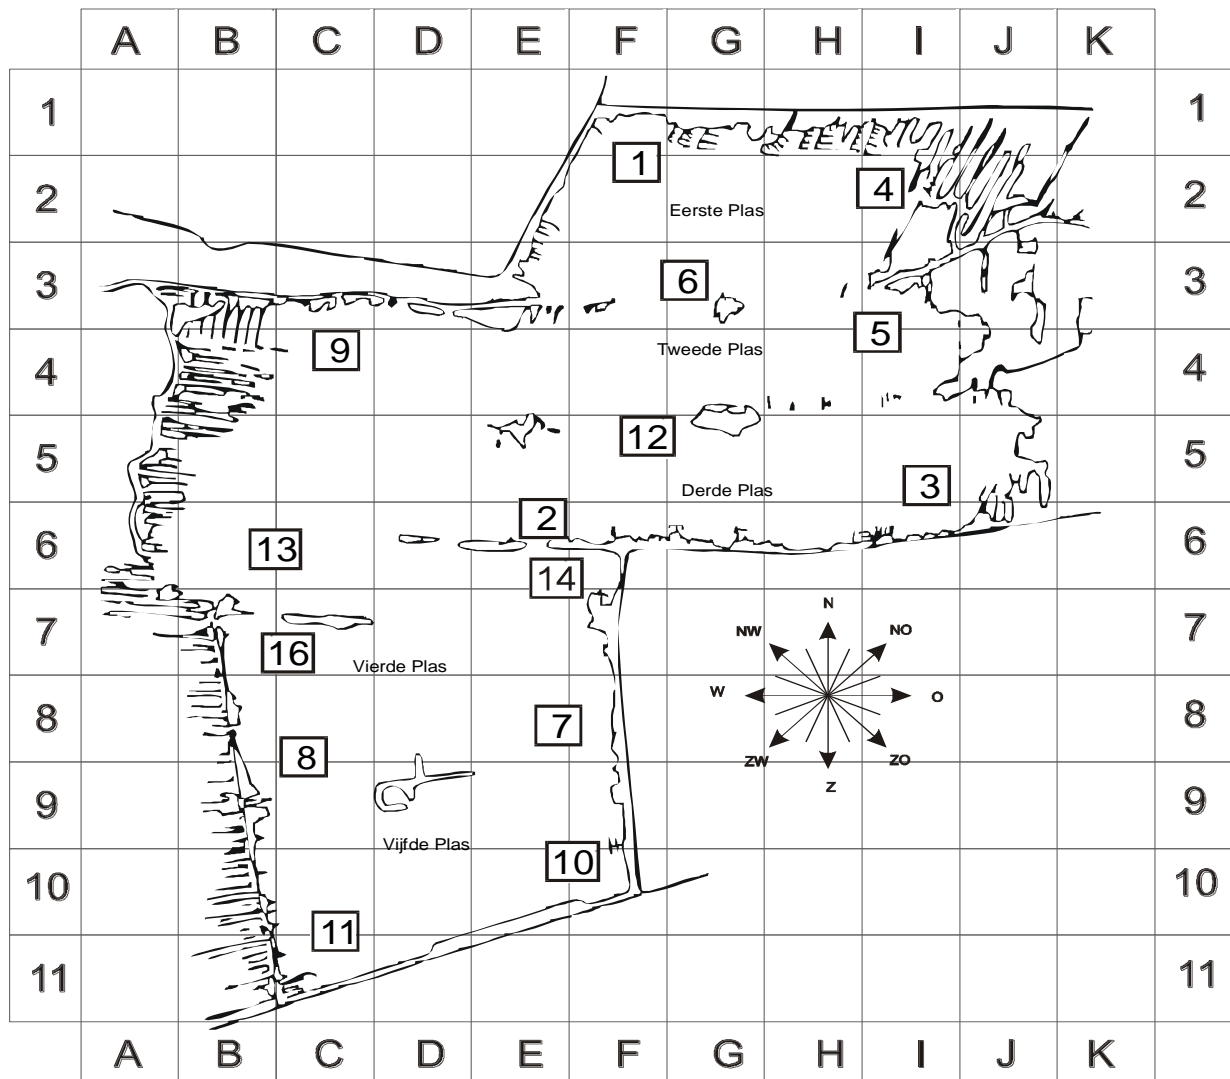 A B C D E F G H I J K
1 1
1
2 4 2
Eerste Plas
3 6 3
5
9 Tweede Plas
4 4
12
5 5
3
Derde Plas
2
6 13 6
14
N
7 7
NW NO
16 Vierde Plas
W O
8 7 8
8
ZW ZO
Z
9 9
Vijfde Plas
10
10 10
11
11 11
A B C D E F G H I J K